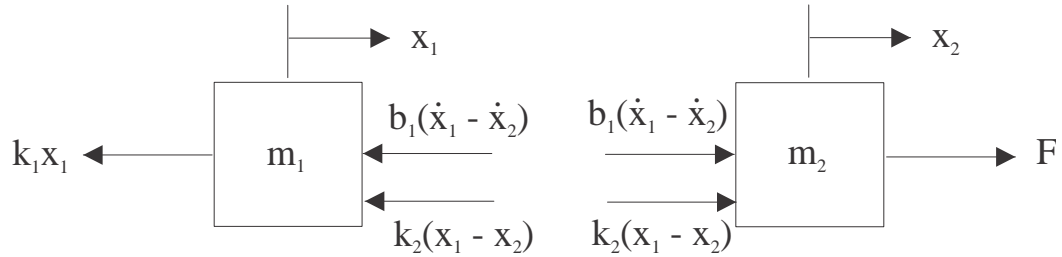 x₁ x₂
b₁(ẋ₁ - ẋ₂) b₁(ẋ₁ - ẋ₂)
k₁x₁ m₁ m₂ F
k₂(x₁ - x₂) k₂(x₁ - x₂)